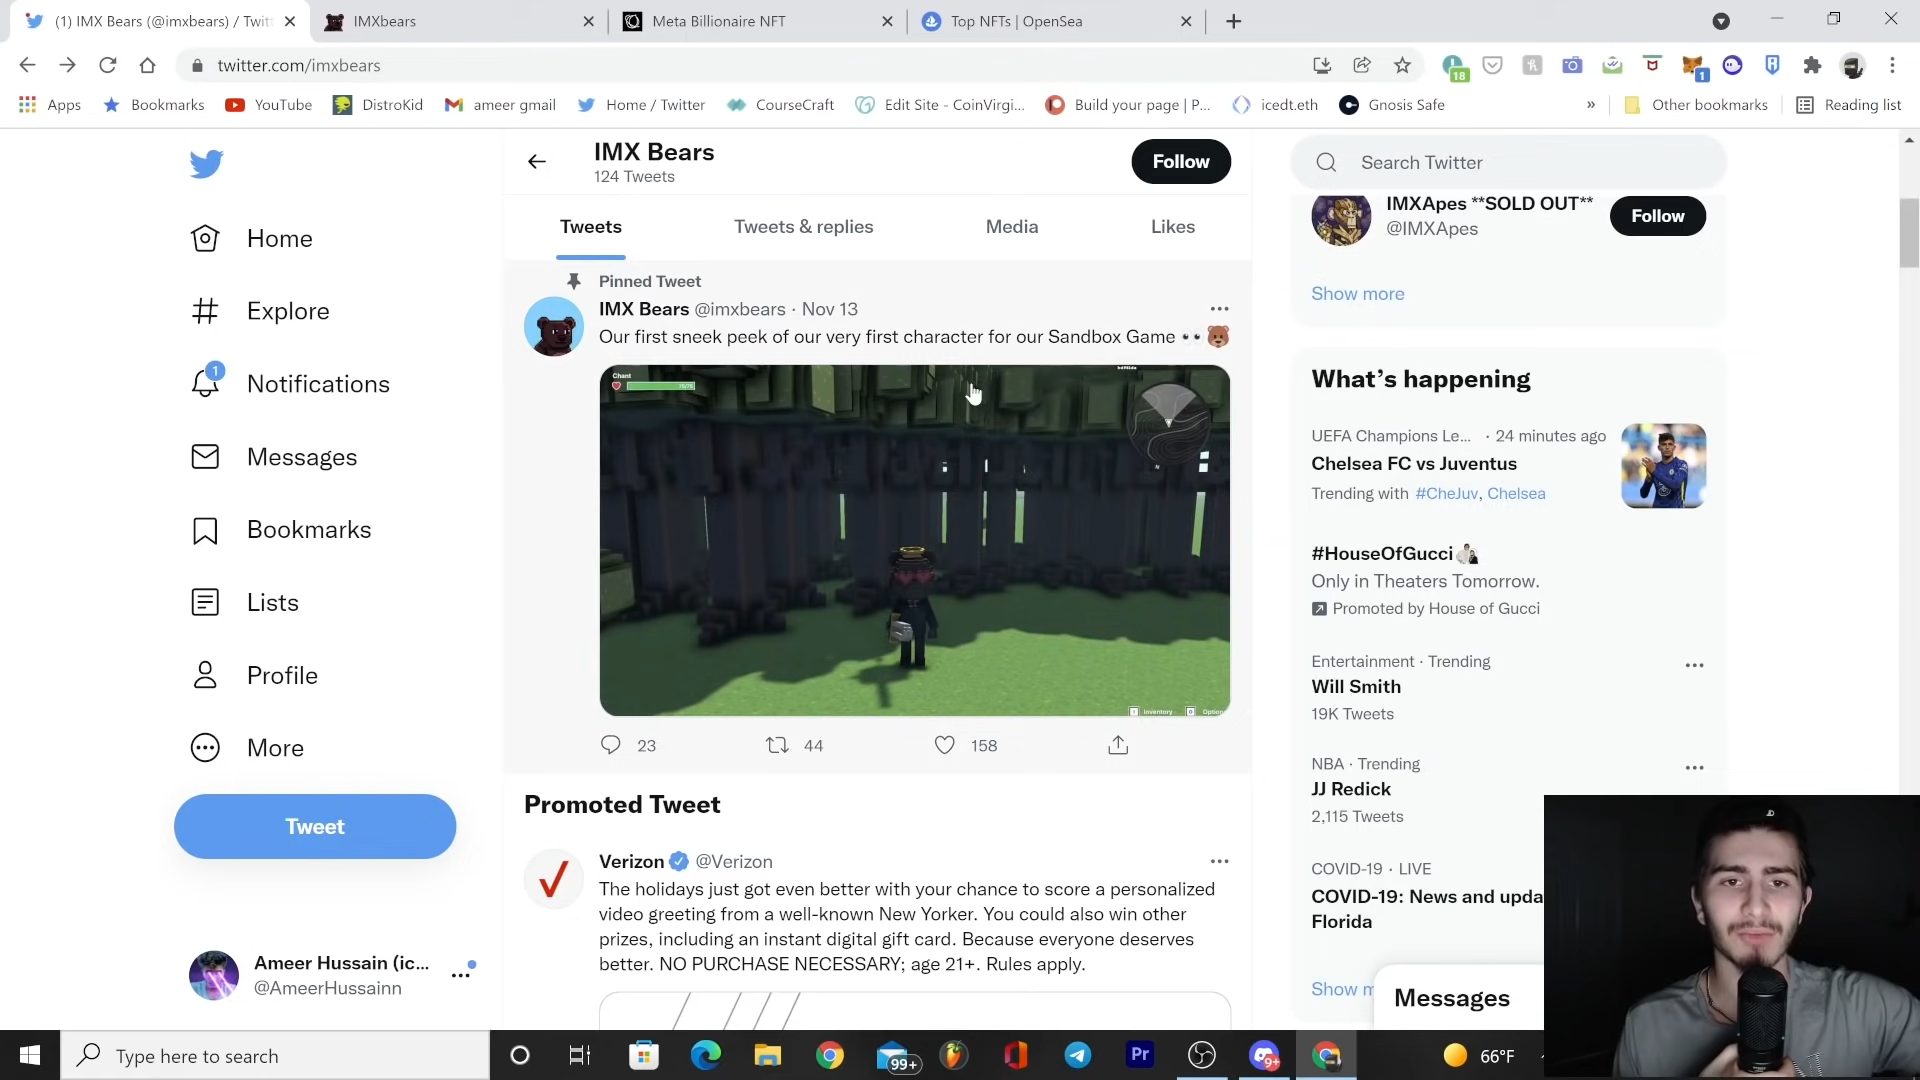 (1) IMX Bears (@imxbears) / Twit
IMXbears
Meta Billionaire NFT
Top NFTs | OpenSea
twitter.com/imxbears
18
1
Apps
Bookmarks
YouTube
DistroKid
ameer gmail
Home / Twitter
CourseCraft
Edit Site - CoinVirgi...
Build your page | P...
icedt.eth
Gnosis Safe
»
Other bookmarks
Reading list
IMX Bears
124 Tweets
Follow
Search Twitter
Home
Explore
1
Notifications
Messages
Bookmarks
Lists
Profile
More
Tweet
Ameer Hussain (ic...
@AmeerHussainn
Tweets
Tweets & replies
Media
Likes
Pinned Tweet
IMX Bears @imxbears · Nov 13
Our first sneek peek of our very first character for our Sandbox Game
Chant
Inventory
23
44
158
Promoted Tweet
Verizon @Verizon
The holidays just got even better with your chance to score a personalized
video greeting from a well-known New Yorker. You could also win other
prizes, including an instant digital gift card. Because everyone deserves
better. NO PURCHASE NECESSARY; age 21+. Rules apply.
IMXApes **SOLD OUT**
@IMXApes
Follow
Show more
What's happening
UEFA Champions Le... · 24 minutes ago
Chelsea FC vs Juventus
Trending with #CheJuv, Chelsea
#HouseOfGucci
Only in Theaters Tomorrow.
Promoted by House of Gucci
Entertainment · Trending
Will Smith
19K Tweets
NBA · Trending
JJ Redick
2,115 Tweets
COVID-19 · LIVE
COVID-19: News and upda
Florida
Show m
Messages
Type here to search
99+
Pr
9+
66°F